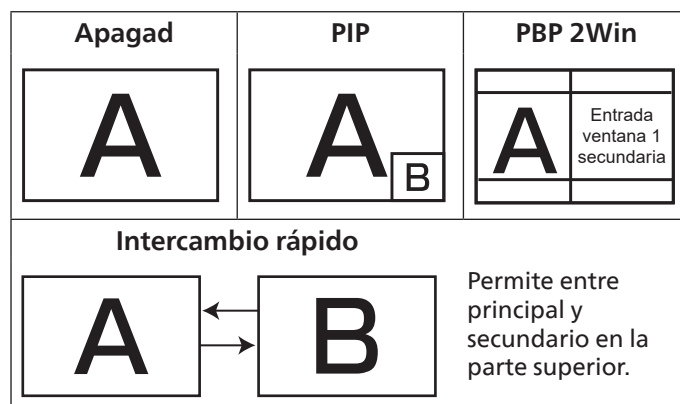 Apagad
PIP
PBP 2Win
A
A
B
A
Entrada
ventana 1
secundaria
Intercambio rápido
A
B
Permite entre
principal y
secundario en la
parte superior.